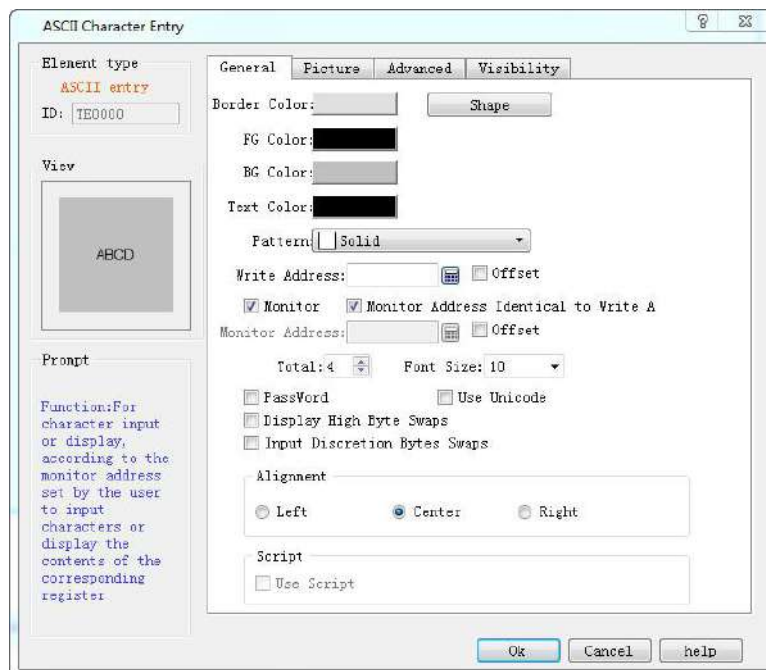 ASCII Character Entry
Element type
ASCII entry
ID: TE0000
View
ABCD
Prompt
Function:For
character input
or display,
according to the
monitor address
set by the user
to input
characters or
display the
contents of the
corresponding
register
General Picture Advanced Visibility
Border Color: Shape
FG Color:
BG Color:
Text Color:
Pattern: Solid
Write Address: Offset
Monitor Monitor Address Identical to Write A
Monitor Address: Offset
Total: 4 Font Size: 10
PassWord Use Unicode
Display High Byte Swaps
Input Discretion Bytes Swaps
Alignment
Left Center Right
Script
Use Script
Ok Cancel help